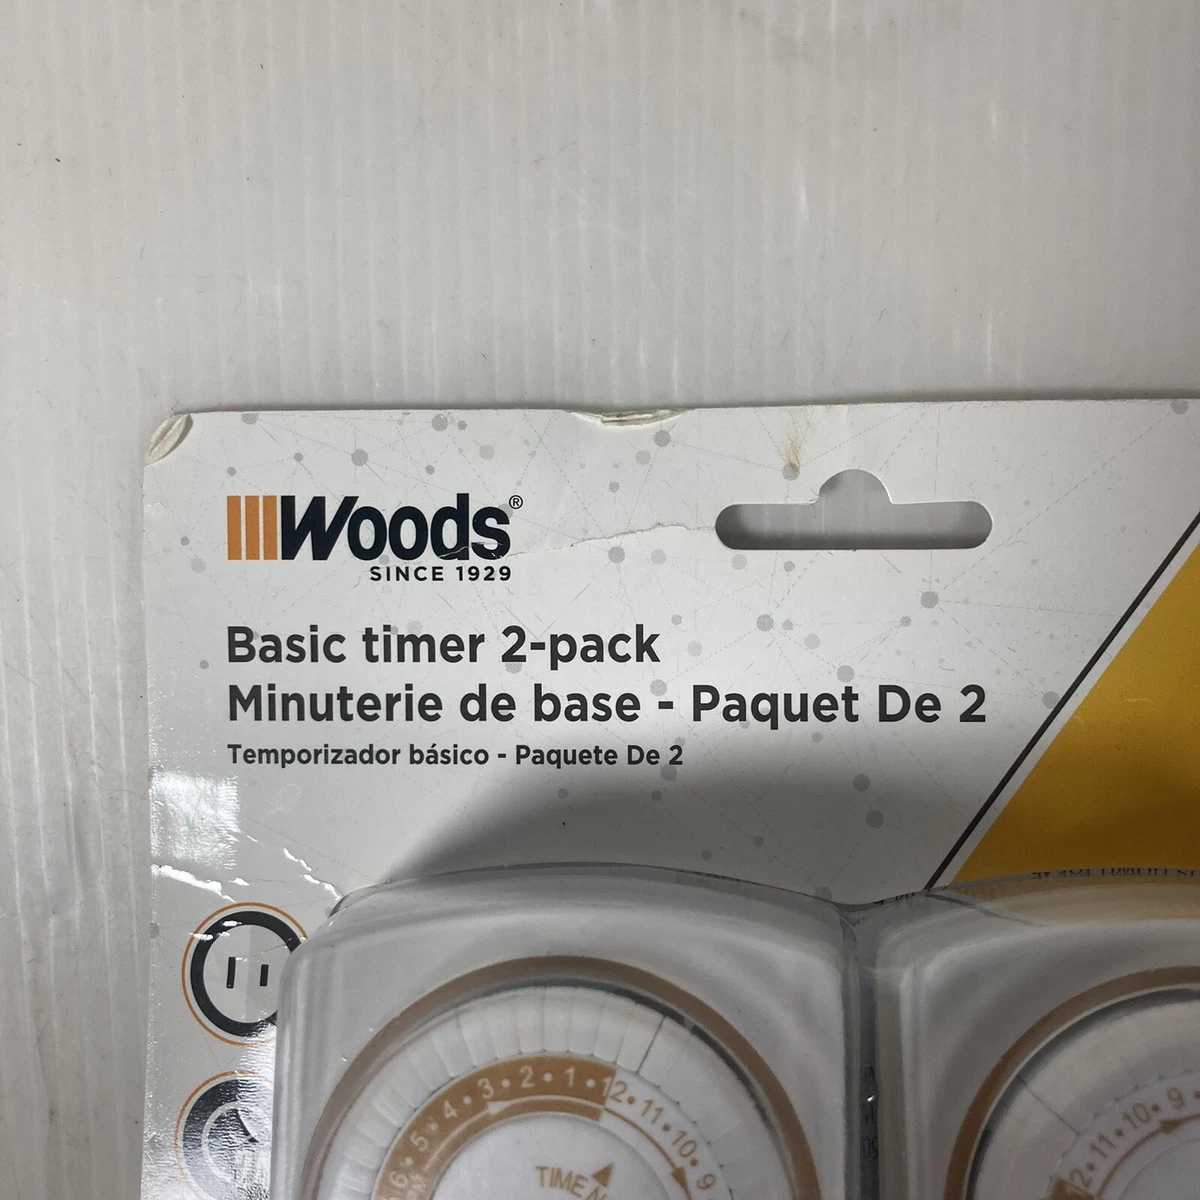 Woods®
SINCE 1929
Basic timer 2-pack
Minuterie de base - Paquet De 2
Temporizador básico - Paquete De 2
6 • 5 • 4 • 3 • 2 • 1 • 12 • 11 • 10 • 9
TIME
12 • 11 • 10 • 9